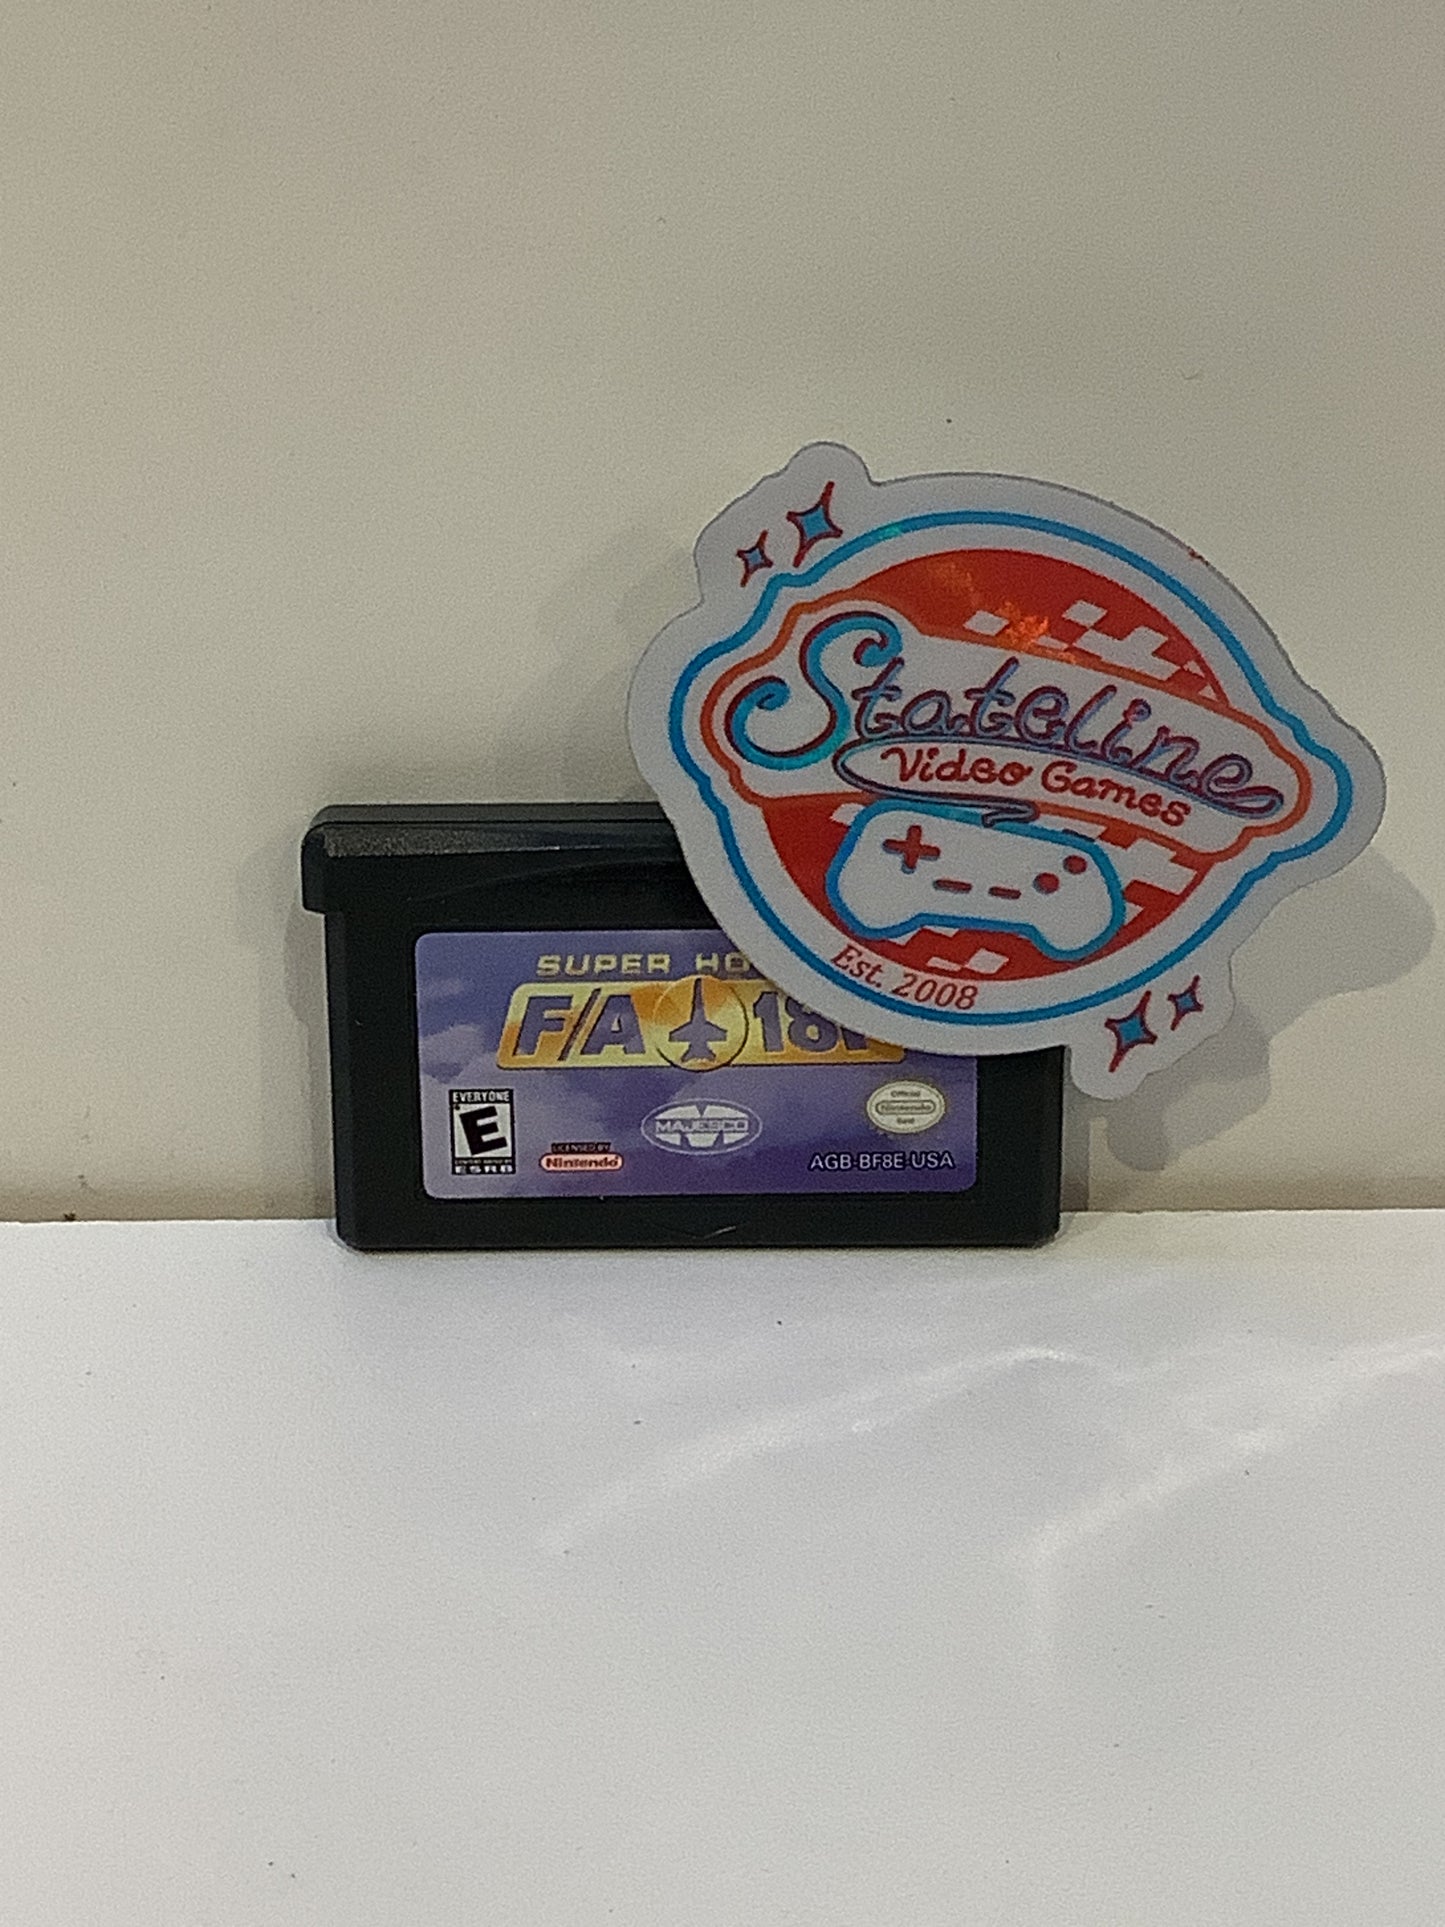 Stateline
Video Games
Est. 2008
SUPER HO
F/A 18
EVERYONE
E
ESRB
LICENSED BY
Nintendo
MAJESCO
Official
Nintendo
Seal
AGB-BF8E-USA